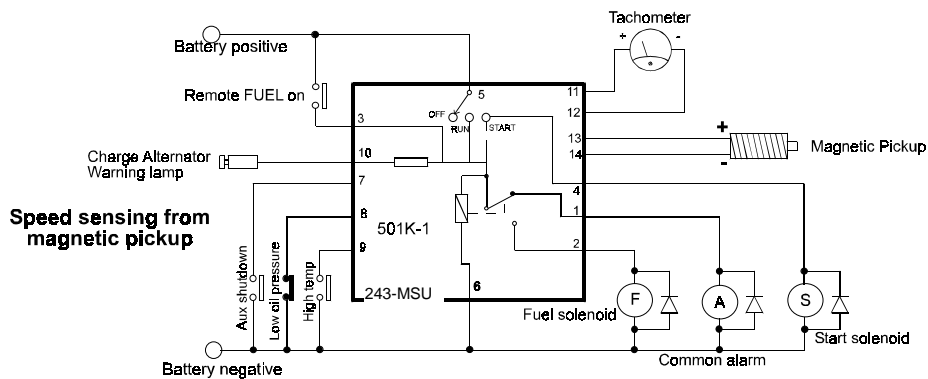 Tachometer
+ -
Battery positive
Remote FUEL on
5
OFF
RUN
START
11
12
3
13
+
14
-
Magnetic Pickup
10
Charge Alternator
Warning lamp
7
4
Speed sensing from
magnetic pickup
8
1
501K-1
9
2
Aux shutdown
Low oil pressure
High temp
243-MSU
6
F
A
S
Fuel solenoid
Start solenoid
Common alarm
Battery negative